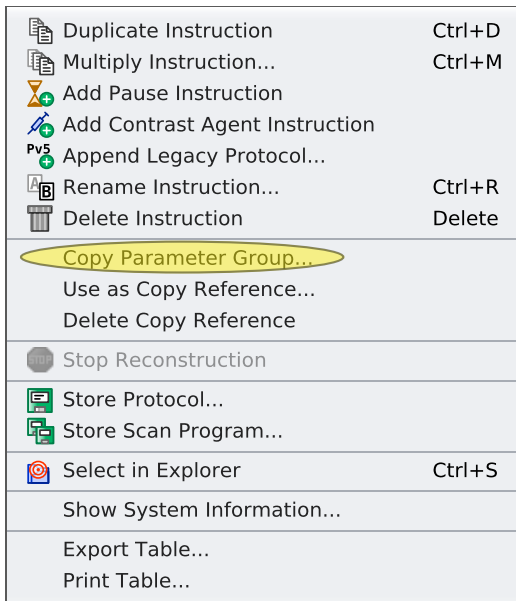 Duplicate Instruction Ctrl+D
Multiply Instruction... Ctrl+M
Add Pause Instruction
Add Contrast Agent Instruction
Pv5 Append Legacy Protocol...
A B Rename Instruction... Ctrl+R
Delete Instruction Delete
Copy Parameter Group...
Use as Copy Reference...
Delete Copy Reference
STOP Stop Reconstruction
Store Protocol...
Store Scan Program...
Select in Explorer Ctrl+S
Show System Information...
Export Table...
Print Table...